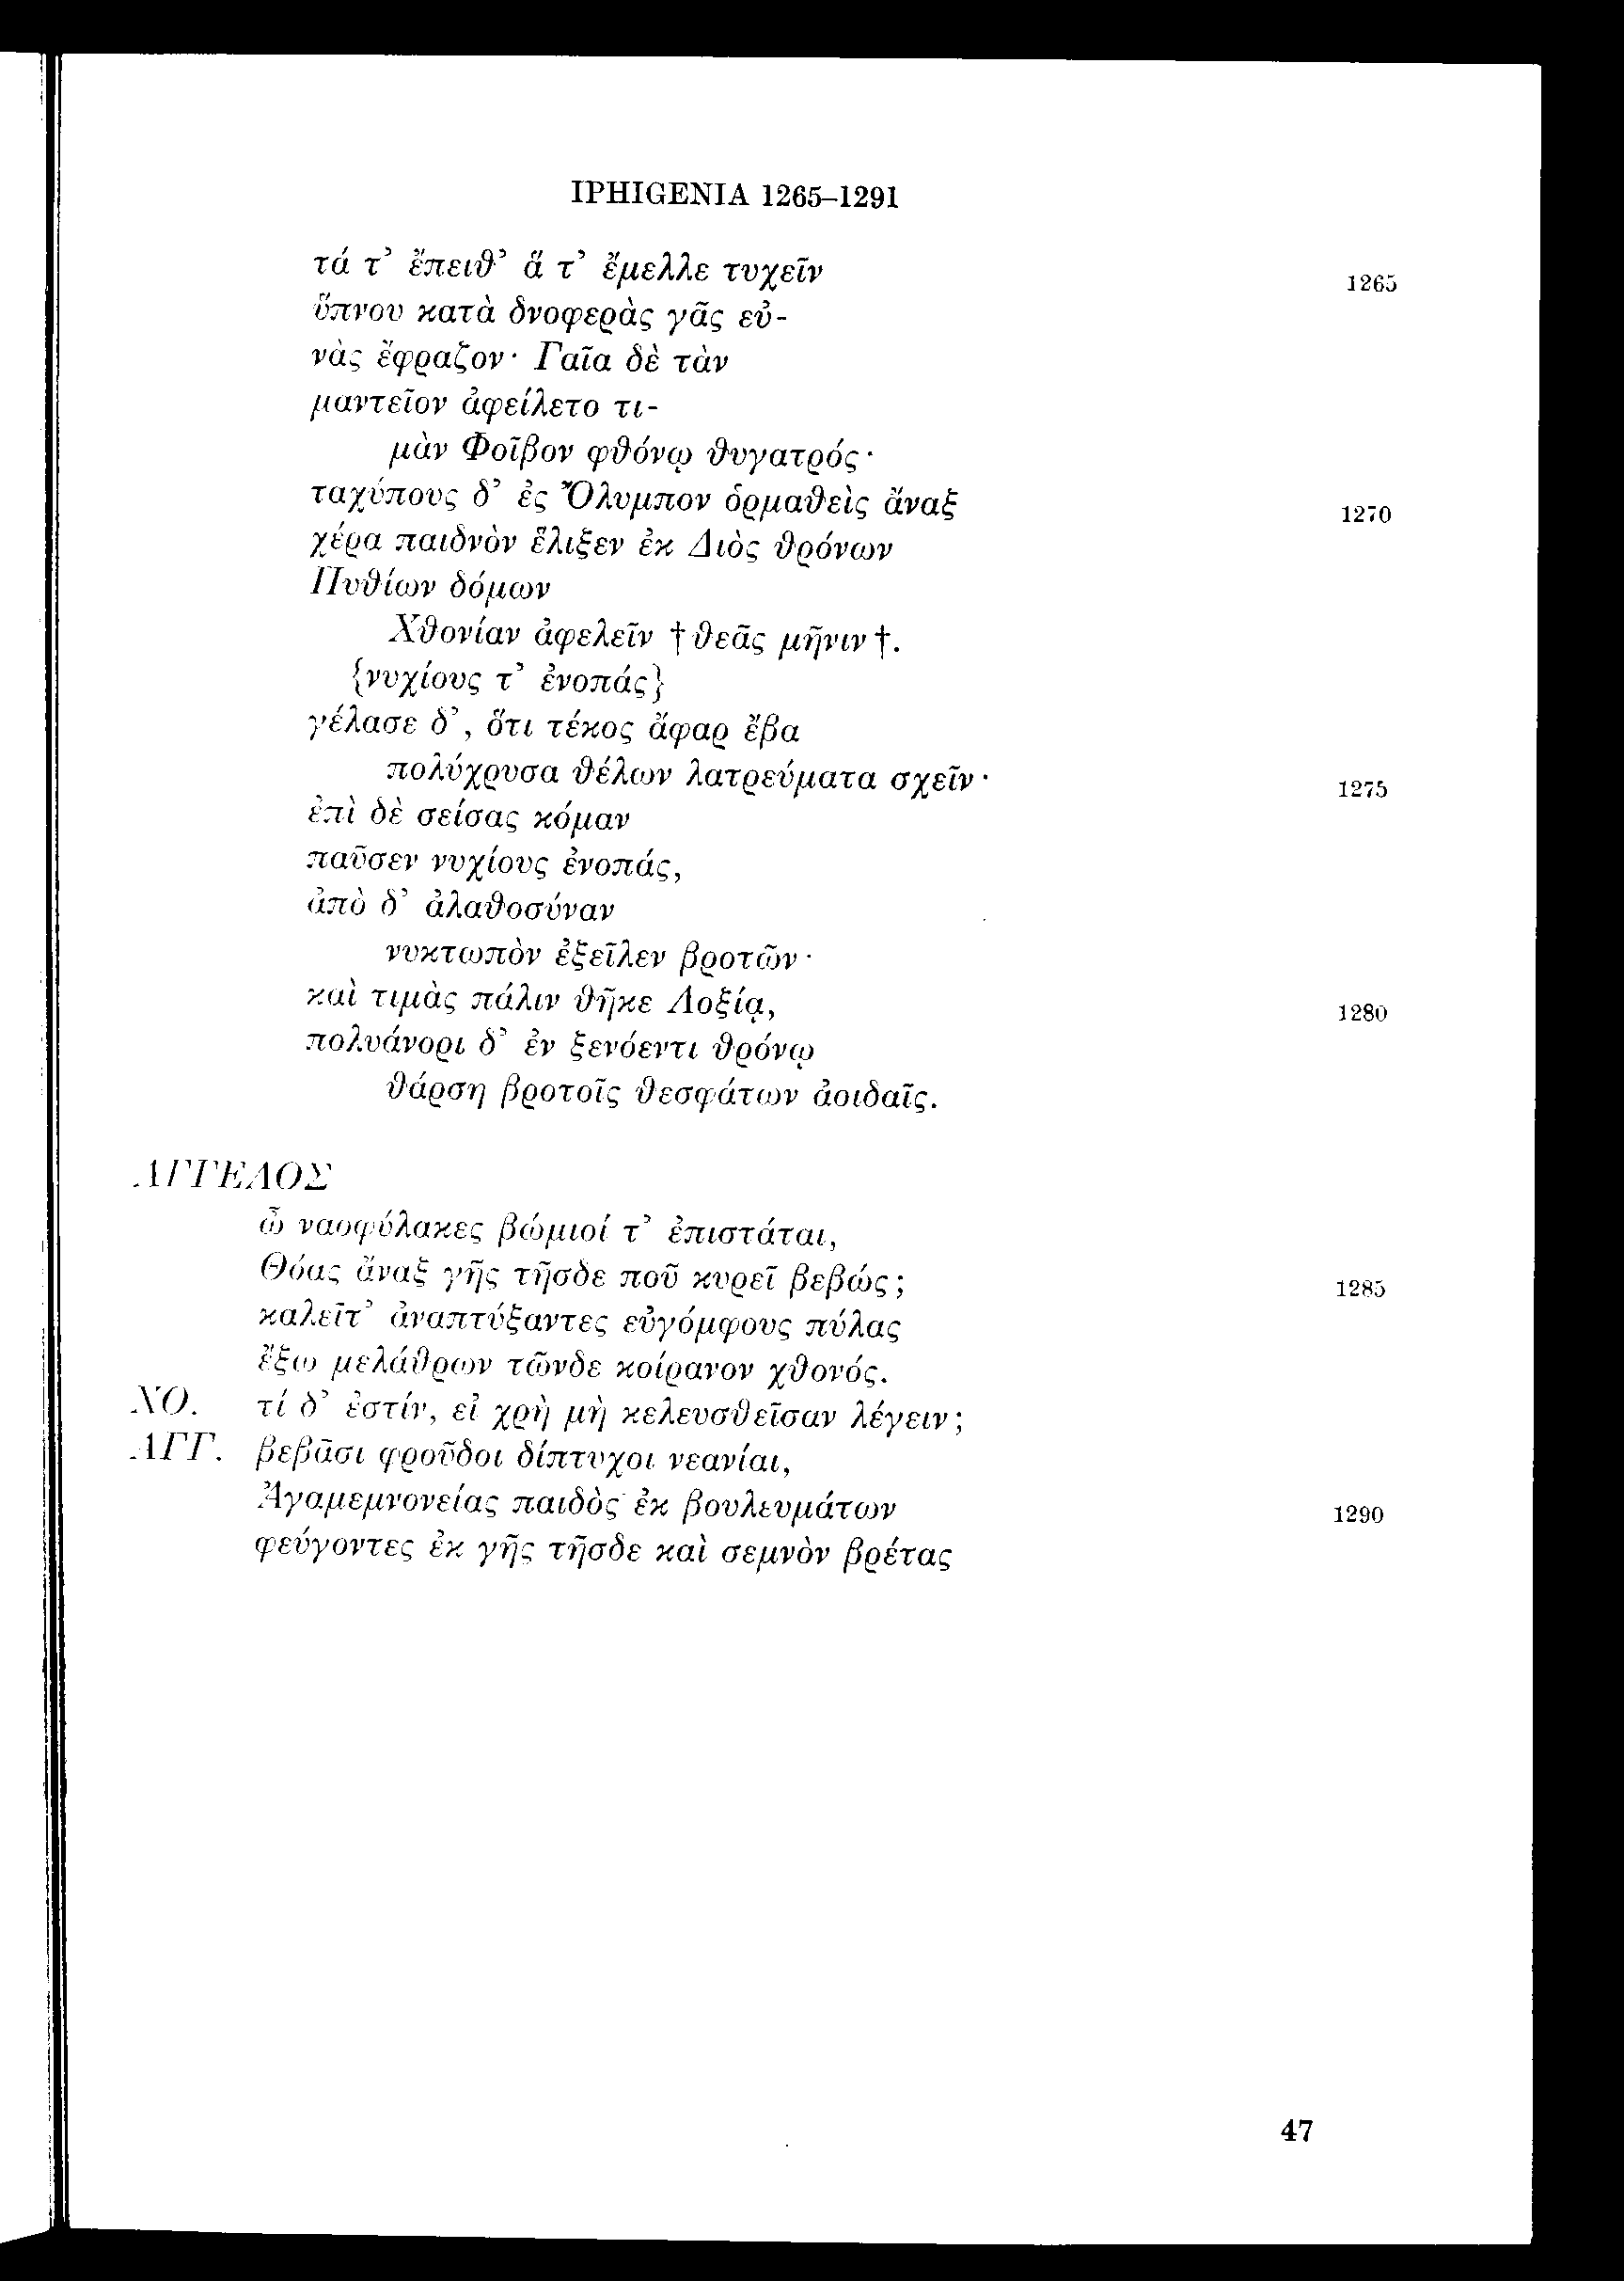 IPHIGENIA 1265–1291
τά τ’ ἔπειθ’ ἅ τ’ ἔμελλε τυχεῖν 1265
ὕπνου κατὰ δνοφερὰς γᾶς εὐ-
νὰς ἔφραζον· Γαῖα δὲ τὰν
μαντεῖον ἀφείλετο τι-
μὰν Φοῖβον φθόνῳ θυγατρός·
ταχύπους δ’ ἐς Ὄλυμπον ὁρμαθεὶς ἄναξ 1270
χέρα παιδνὸν ἕλιξεν ἐκ Διὸς θρόνων
Πυθίων δόμων
Χθονίαν ἀφελεῖν †θεᾶς μῆνιν†.
{νυχίους τ’ ἐνοπάς}
γέλασε δ’, ὅτι τέκος ἄφαρ ἔβα
πολύχρυσα θέλων λατρεύματα σχεῖν· 1275
ἐπὶ δὲ σείσας κόμαν
παῦσεν νυχίους ἐνοπάς,
ἀπὸ δ’ ἀλαθοσύναν
νυκτωπὸν ἐξεῖλεν βροτῶν·
καὶ τιμὰς πάλιν θῆκε Λοξίᾳ, 1280
πολυάνορι δ’ ἐν ξενόεντι θρόνῳ
θάρση βροτοῖς θεσφάτων ἀοιδαῖς.
ΑΓΓΕΛΟΣ
ὦ ναοφύλακες βώμιοί τ’ ἐπιστάται,
Θόας ἄναξ γῆς τῆσδε ποῦ κυρεῖ βεβώς; 1285
καλεῖτ’ ἀναπτύξαντες εὐγόμφους πύλας
ἔξω μελάθρων τῶνδε κοίρανον χθονός.
ΧΟ. τί δ’ ἐστίν, εἰ χρὴ μὴ κελευσθεῖσαν λέγειν;
ΑΓΓ. βεβᾶσι φροῦδοι δίπτυχοι νεανίαι,
Ἀγαμεμνονείας παιδὸς ἐκ βουλευμάτων 1290
φεύγοντες ἐκ γῆς τῆσδε καὶ σεμνὸν βρέτας
47